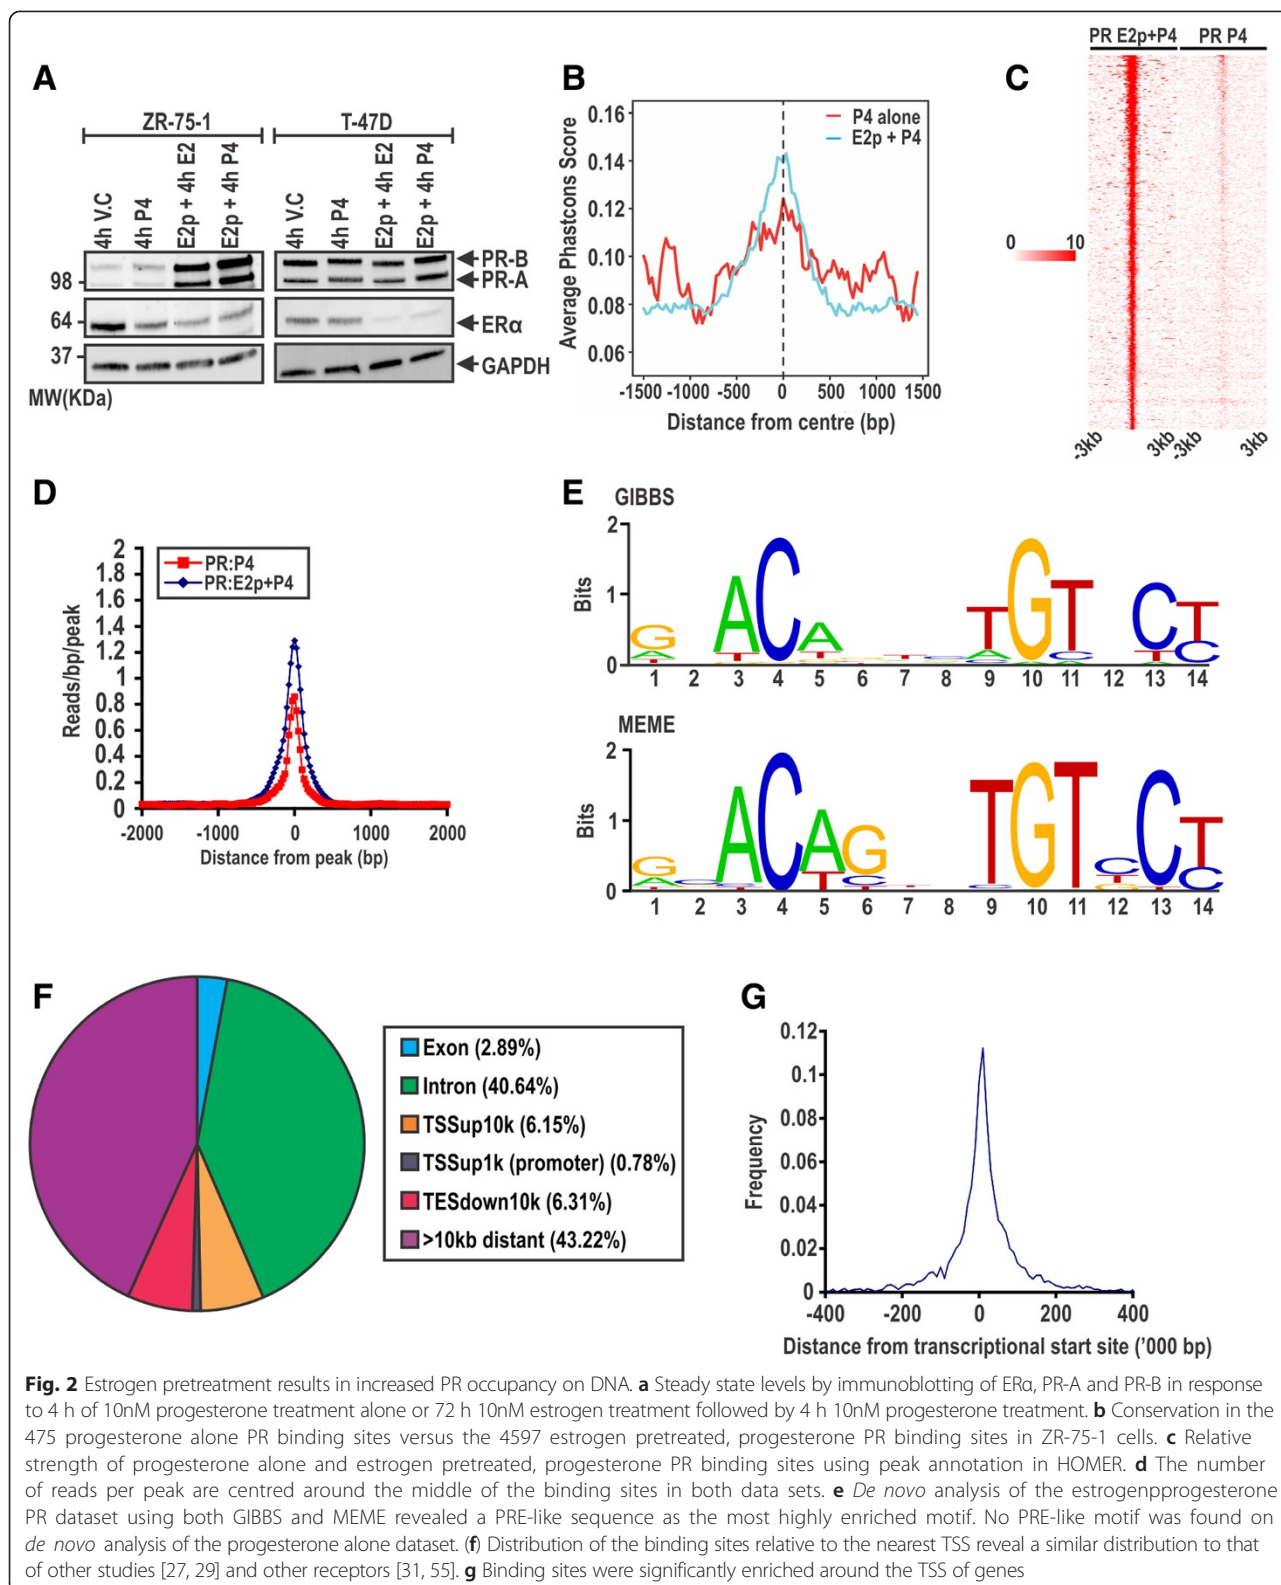 A
ZR-75-1
T-47D
4h V.C
4h P4
E2p + 4h E2
E2p + 4h P4
4h V.C
4h P4
E2p + 4h E2
E2p + 4h P4
98
64
37
MW(KDa)
PR-B
PR-A
ERα
GAPDH
B
Average Phastcons Score
0.16
0.14
0.12
0.10
0.08
0.06
P4 alone
E2p + P4
-1500 -1000 -500 0 500 1000 1500
Distance from centre (bp)
C
PR E2p+P4 PR P4
0 10
-3kb 3kb -3kb 3kb
D
Reads/bp/peak
2
1.8
1.6
1.4
1.2
1
0.8
0.6
0.4
0.2
0
PR:P4
PR:E2p+P4
-2000 -1000 0 1000 2000
Distance from peak (bp)
E
GIBBS
Bits
2
1
0
1 2 3 4 5 6 7 8 9 10 11 12 13 14
MEME
Bits
2
1
0
1 2 3 4 5 6 7 8 9 10 11 12 13 14
F
Exon (2.89%)
Intron (40.64%)
TSSup10k (6.15%)
TSSup1k (promoter) (0.78%)
TESdown10k (6.31%)
>10kb distant (43.22%)
G
Frequency
0.12
0.1
0.08
0.06
0.04
0.02
0
-400 -200 0 200 400
Distance from transcriptional start site ('000 bp)
Fig. 2 Estrogen pretreatment results in increased PR occupancy on DNA. a Steady state levels by immunoblotting of ERα, PR-A and PR-B in response
to 4 h of 10nM progesterone treatment alone or 72 h 10nM estrogen treatment followed by 4 h 10nM progesterone treatment. b Conservation in the
475 progesterone alone PR binding sites versus the 4597 estrogen pretreated, progesterone PR binding sites in ZR-75-1 cells. c Relative
strength of progesterone alone and estrogen pretreated, progesterone PR binding sites using peak annotation in HOMER. d The number
of reads per peak are centred around the middle of the binding sites in both data sets. e De novo analysis of the estrogenpprogesterone
PR dataset using both GIBBS and MEME revealed a PRE-like sequence as the most highly enriched motif. No PRE-like motif was found on
de novo analysis of the progesterone alone dataset. (f) Distribution of the binding sites relative to the nearest TSS reveal a similar distribution to that
of other studies [27, 29] and other receptors [31, 55]. g Binding sites were significantly enriched around the TSS of genes